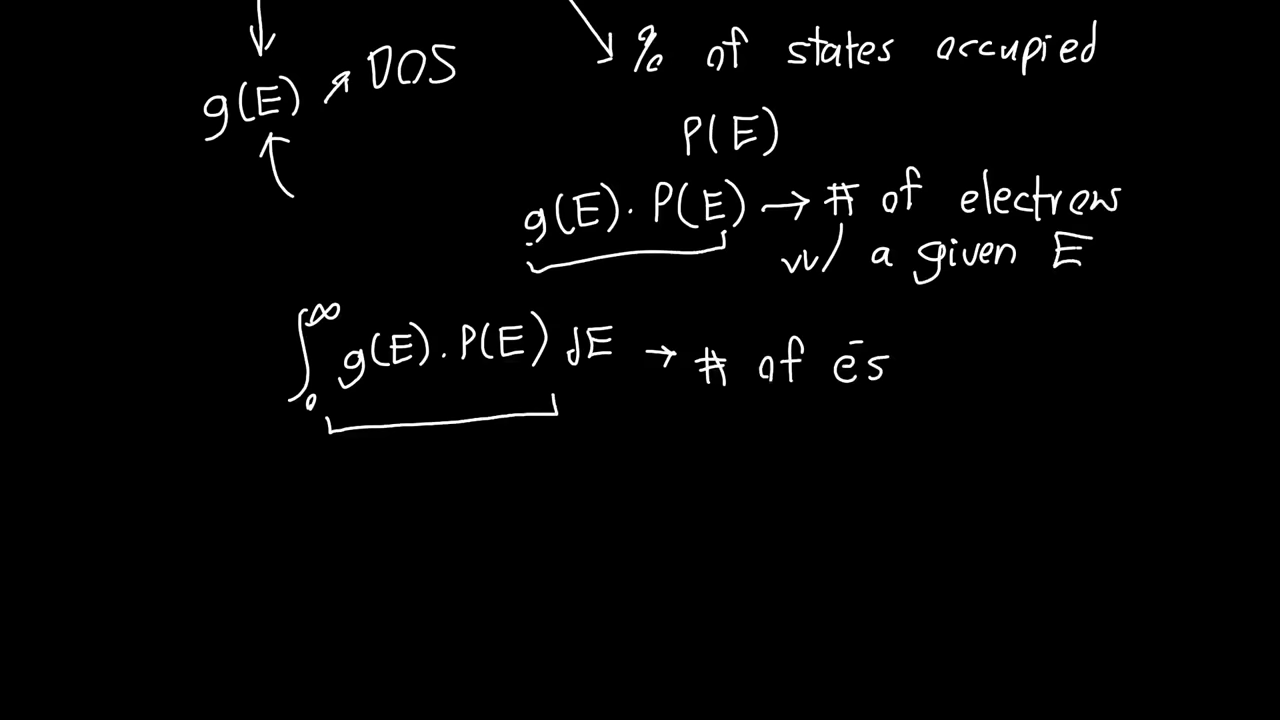 g(E) ↗ DOS
% of states occupied
P(E)
g(E) · P(E) → # of electrons
w/ a given E
∫₀^∞ g(E) · P(E) dE → # of e⁻s